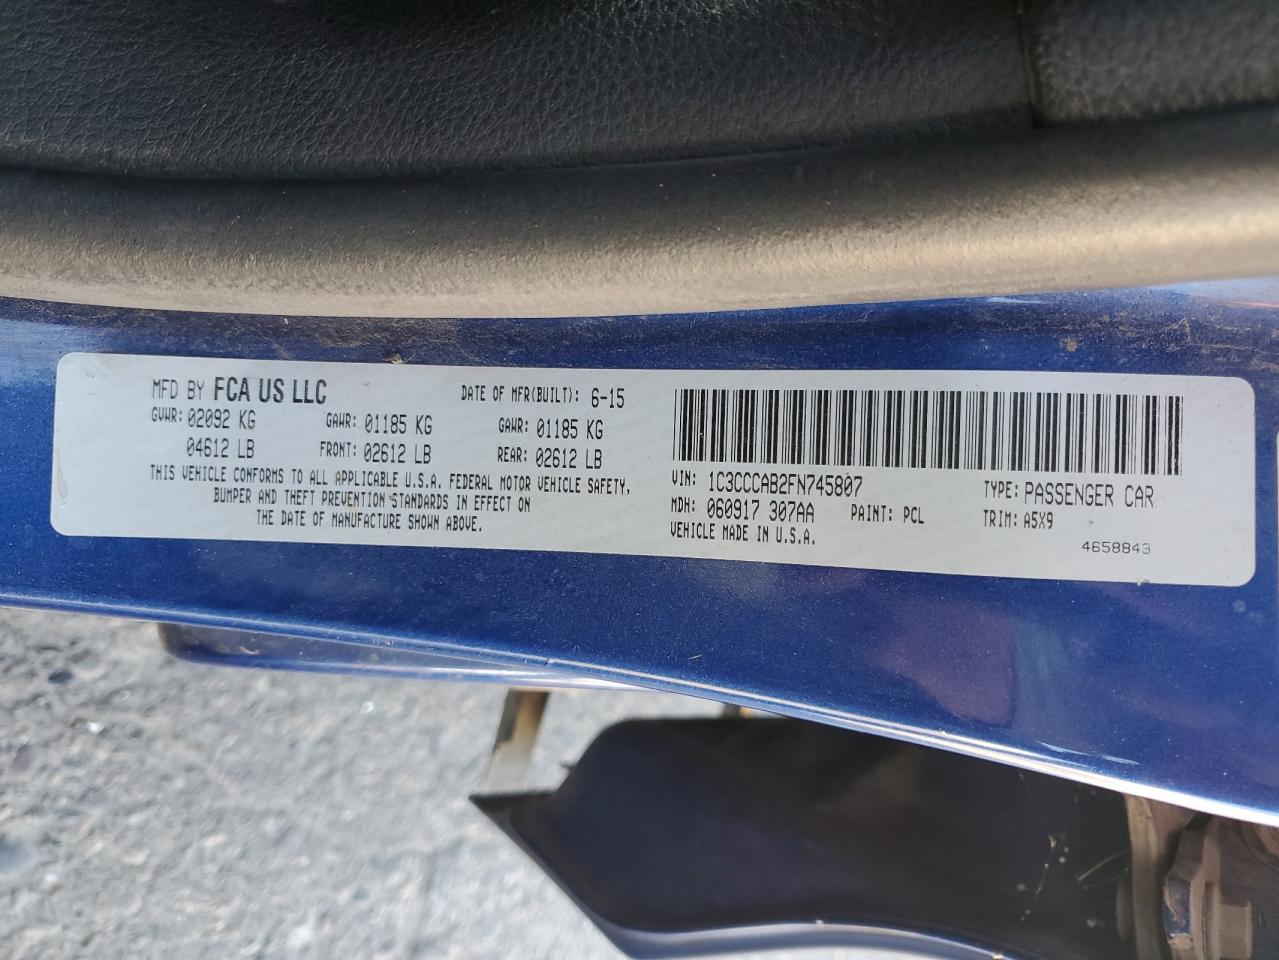 MFD BY FCA US LLC DATE OF MFR(BUILT): 6-15
GVWR: 02092 KG GAWR: 01185 KG GAWR: 01185 KG
04612 LB FRONT: 02612 LB REAR: 02612 LB
THIS VEHICLE CONFORMS TO ALL APPLICABLE U.S.A. FEDERAL MOTOR VEHICLE SAFETY,
BUMPER AND THEFT PREVENTION STANDARDS IN EFFECT ON
THE DATE OF MANUFACTURE SHOWN ABOVE.
VIN: 1C3CCCAB2FN745807 TYPE: PASSENGER CAR
MDH: 060917 307AA PAINT: PCL TRIM: A5X9
VEHICLE MADE IN U.S.A.
4658843